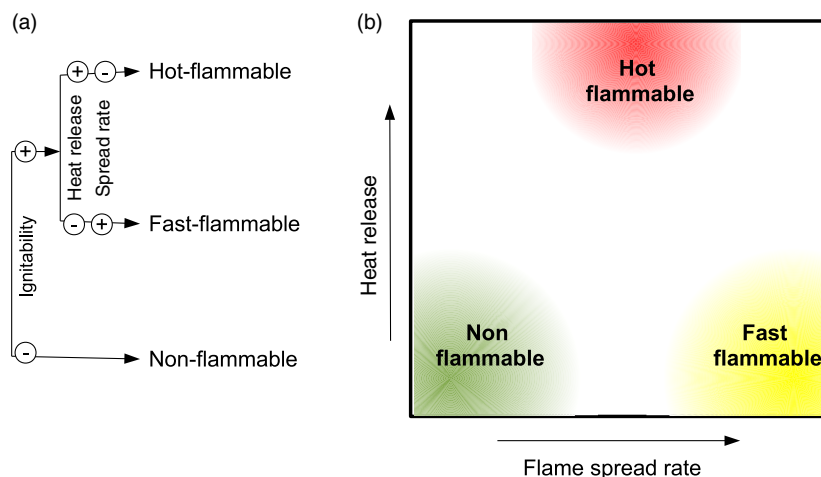 (a)
+
-
Hot-flammable
Heat release
Spread rate
+
Ignitability
-
+
Fast-flammable
-
Non-flammable
(b)
Hot
flammable
Heat release
Non
flammable
Fast
flammable
Flame spread rate